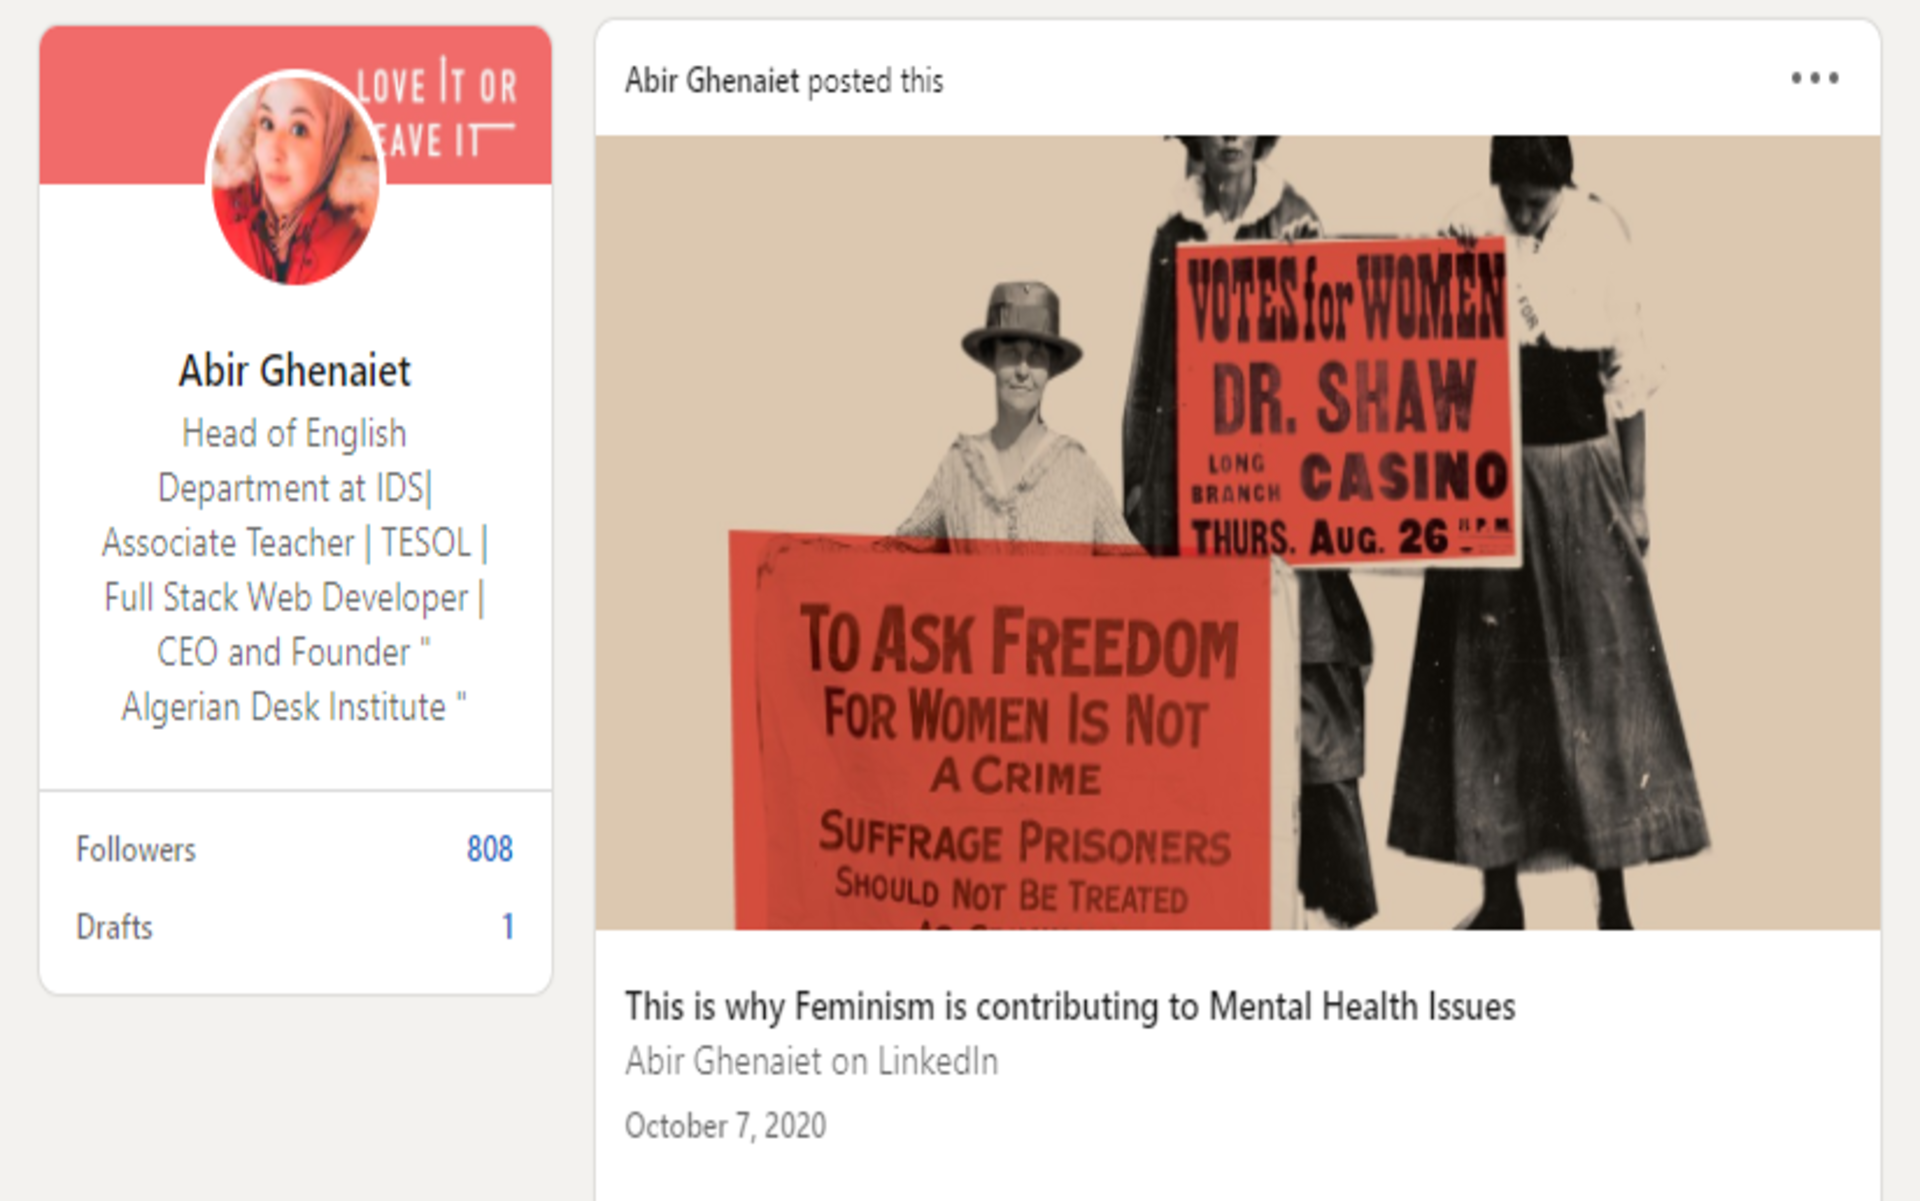 LOVE IT OR
EAVE IT
Abir Ghenaiet
Head of English
Department at IDS|
Associate Teacher | TESOL |
Full Stack Web Developer |
CEO and Founder "
Algerian Desk Institute "
Followers 808
Drafts 1
Abir Ghenaiet posted this
VOTES for WOMEN
DR. SHAW
LONG BRANCH CASINO
THURS. Aug. 26 8 P.M.
FOR
TO ASK FREEDOM
FOR WOMEN IS NOT
A CRIME
SUFFRAGE PRISONERS
SHOULD NOT BE TREATED
This is why Feminism is contributing to Mental Health Issues
Abir Ghenaiet on LinkedIn
October 7, 2020